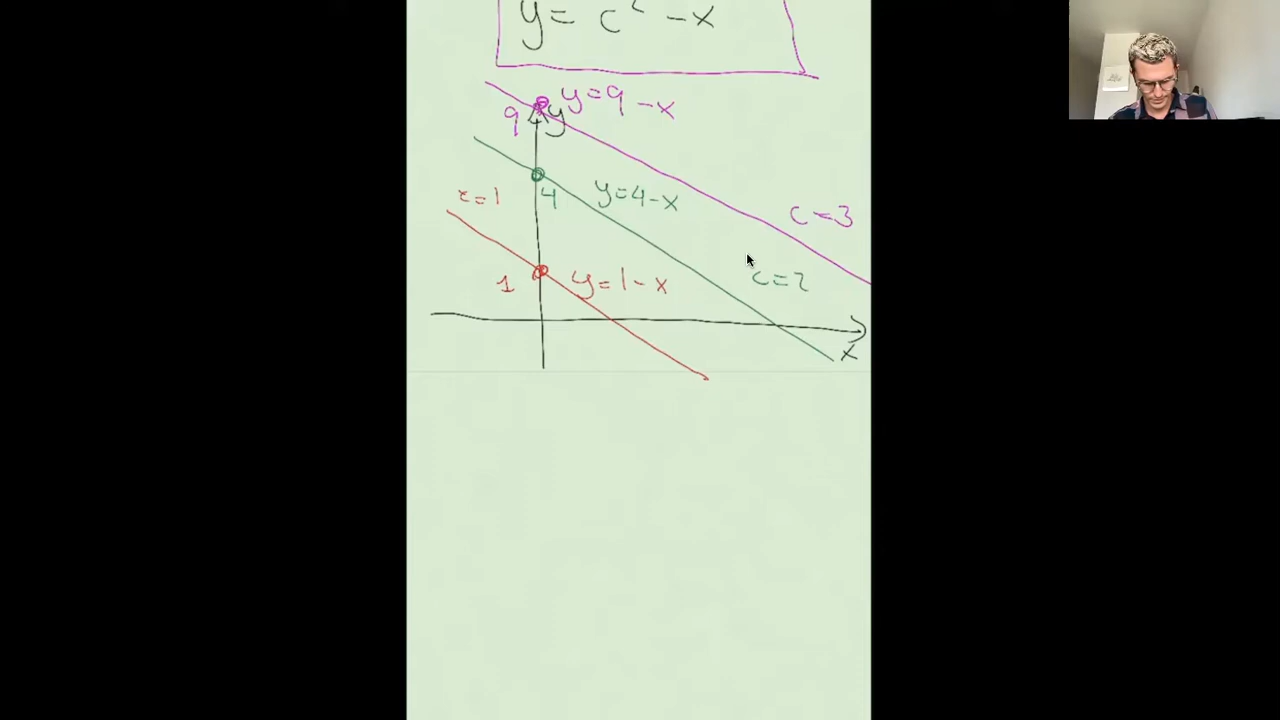 y = c² - x
y = 9 - x
9
y
4
y = 4 - x
c = 1
c = 3
1
y = 1 - x
c = 2
x